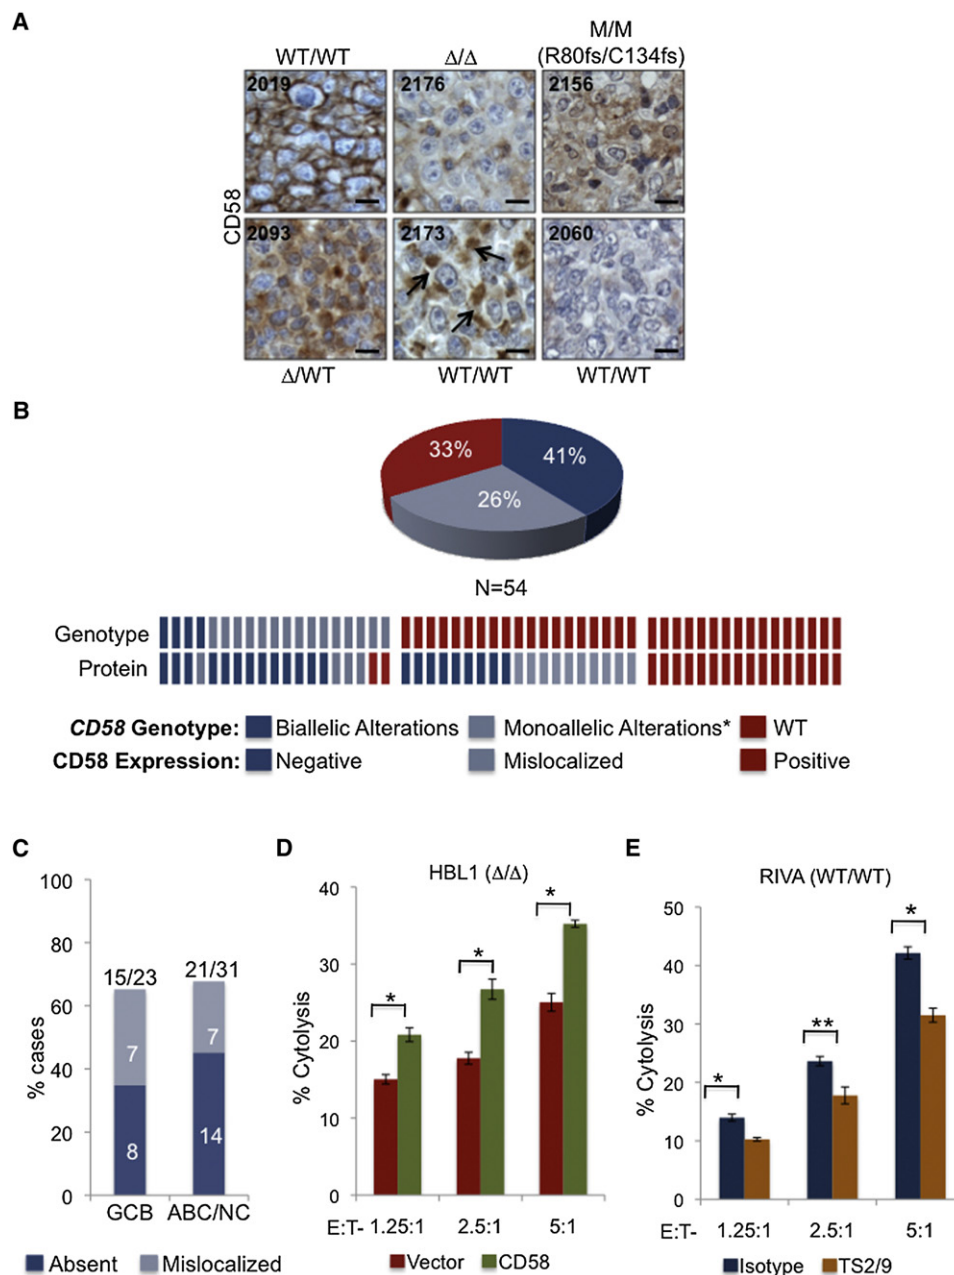 A
WT/WT
Δ/Δ
M/M
(R80fs/C134fs)
2019
2176
2156
CD58
2093
2173
2060
Δ/WT
WT/WT
WT/WT
B
33%
41%
26%
N=54
Genotype
Protein
CD58 Genotype: Biallelic Alterations Monoallelic Alterations* WT
CD58 Expression: Negative Mislocalized Positive
C
% cases
100
80
60
40
20
0
15/23
21/31
7
7
8
14
GCB ABC/NC
Absent Mislocalized
D
HBL1 (Δ/Δ)
% Cytolysis
40
30
20
10
0
*
*
*
E:T- 1.25:1 2.5:1 5:1
Vector CD58
E
RIVA (WT/WT)
% Cytolysis
50
40
30
20
10
0
*
**
*
E:T- 1.25:1 2.5:1 5:1
Isotype TS2/9